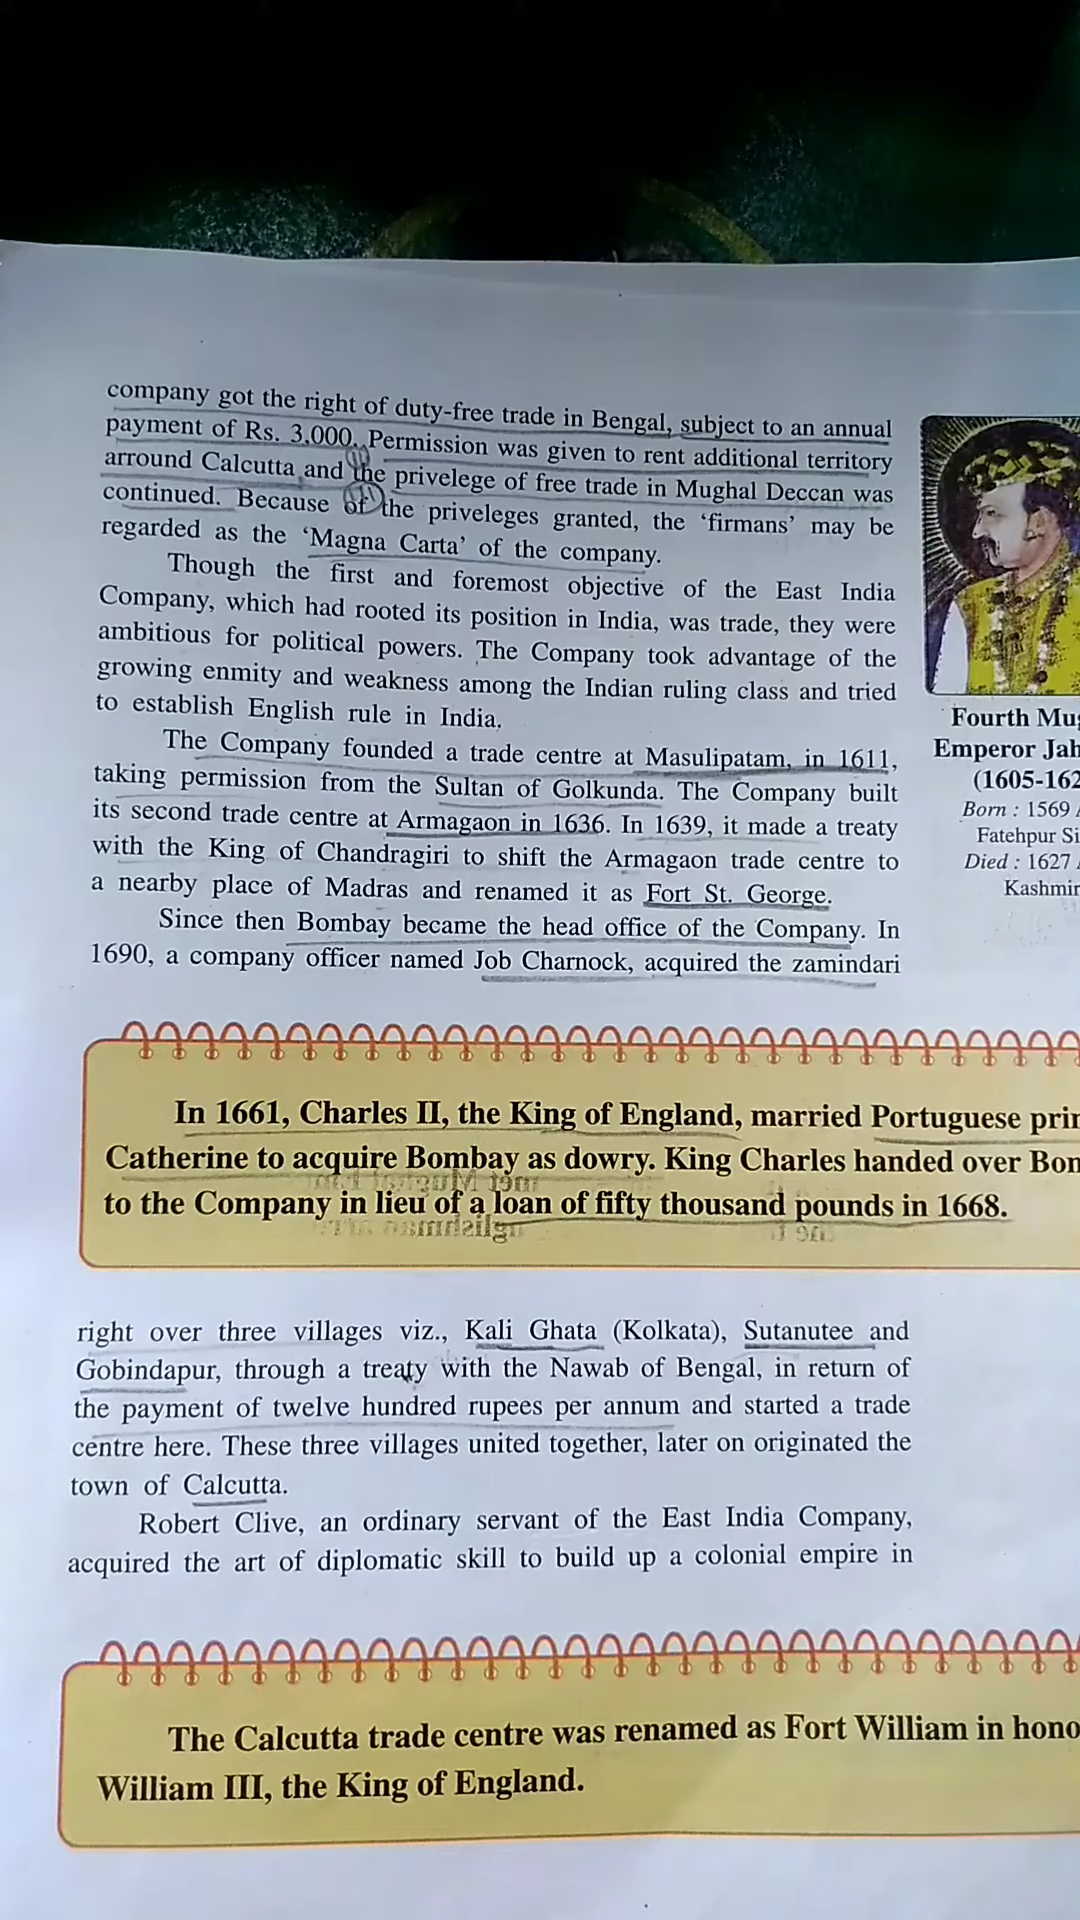 company got the right of duty-free trade in Bengal, subject to an annual
payment of Rs. 3,000. Permission was given to rent additional territory
arround Calcutta and the privelege of free trade in Mughal Deccan was
continued. Because of the priveleges granted, the ‘firmans’ may be
regarded as the ‘Magna Carta’ of the company.
Though the first and foremost objective of the East India
Company, which had rooted its position in India, was trade, they were
ambitious for political powers. The Company took advantage of the
growing enmity and weakness among the Indian ruling class and tried
to establish English rule in India.
The Company founded a trade centre at Masulipatam, in 1611,
taking permission from the Sultan of Golkunda. The Company built
its second trade centre at Armagaon in 1636. In 1639, it made a treaty
with the King of Chandragiri to shift the Armagaon trade centre to
a nearby place of Madras and renamed it as Fort St. George.
Since then Bombay became the head office of the Company. In
1690, a company officer named Job Charnock, acquired the zamindari
Fourth
Emperor
(1605-162
Born : 1569
Fatehpur
Died : 1627
Kashmir
In 1661, Charles II, the King of England, married Portuguese
Catherine to acquire Bombay as dowry. King Charles handed over
to the Company in lieu of a loan of fifty thousand pounds in 1668.
right over three villages viz., Kali Ghata (Kolkata), Sutanutee and
Gobindapur, through a treaty with the Nawab of Bengal, in return of
the payment of twelve hundred rupees per annum and started a trade
centre here. These three villages united together, later on originated the
town of Calcutta.
Robert Clive, an ordinary servant of the East India Company,
acquired the art of diplomatic skill to build up a colonial empire in
The Calcutta trade centre was renamed as Fort William in
William III, the King of England.